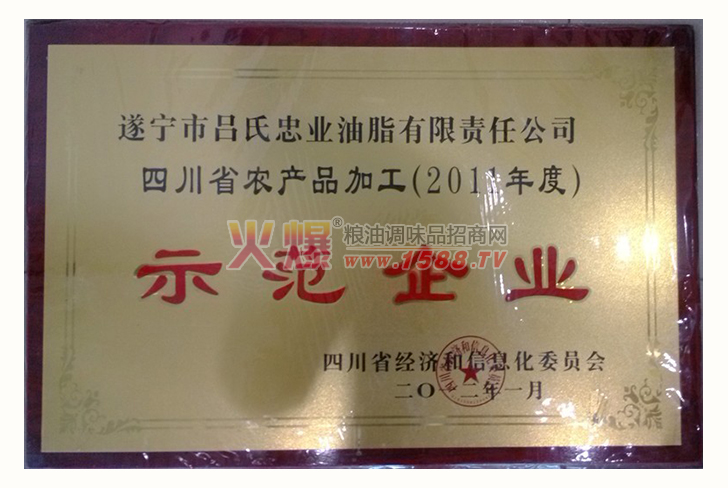 遂宁市吕氏忠业油脂有限责任公司
四川省农产品加工(2011年度)
火爆®粮油调味品招商网
www.1588.TV
示范企业
四川省经济和信息化委员会
二〇一二年一月